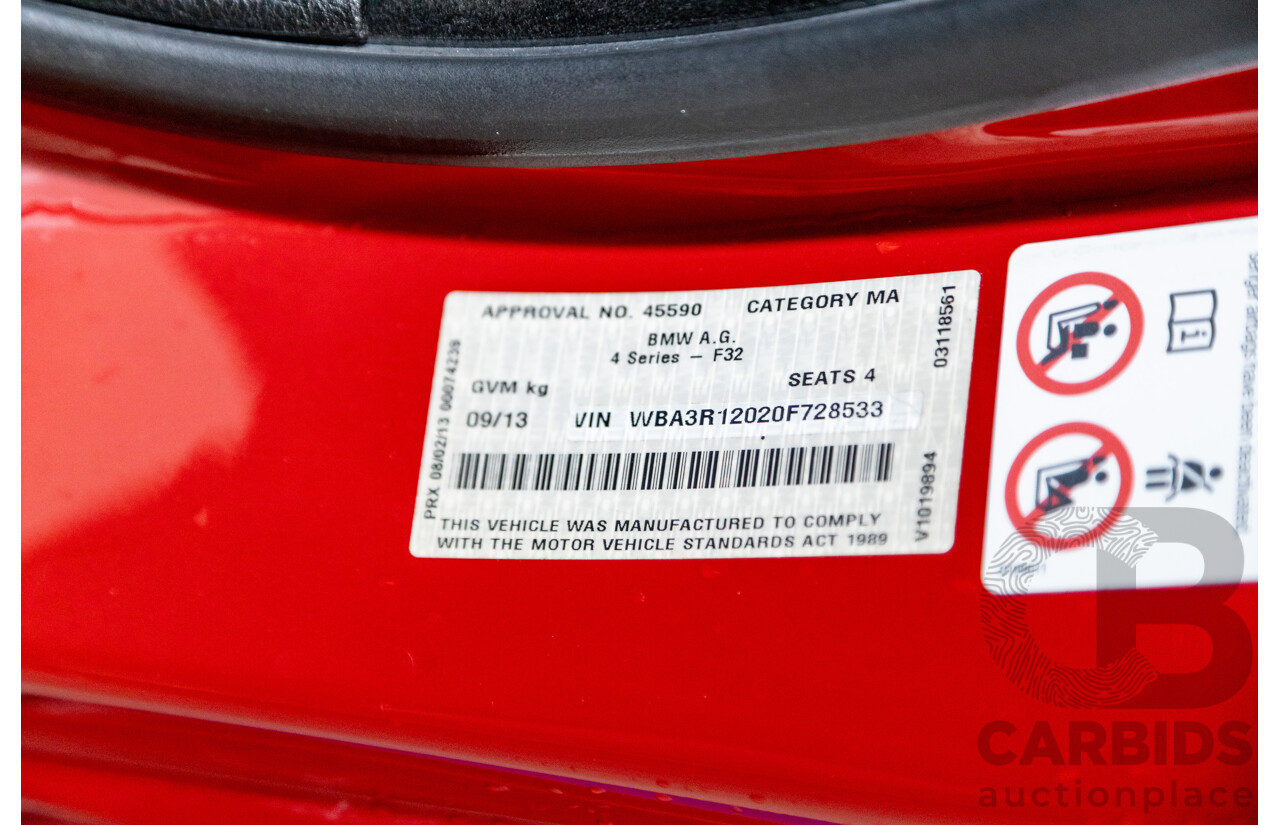 APPROVAL NO. 45590 CATEGORY MA
BMW A.G.
4 Series – F32
GVM kg SEATS 4
09/13 VIN WBA3R12020F728533
THIS VEHICLE WAS MANUFACTURED TO COMPLY
WITH THE MOTOR VEHICLE STANDARDS ACT 1989
PRX 08/02/13 00074239
03118561
V1019894
CARBIDS
auctionplace